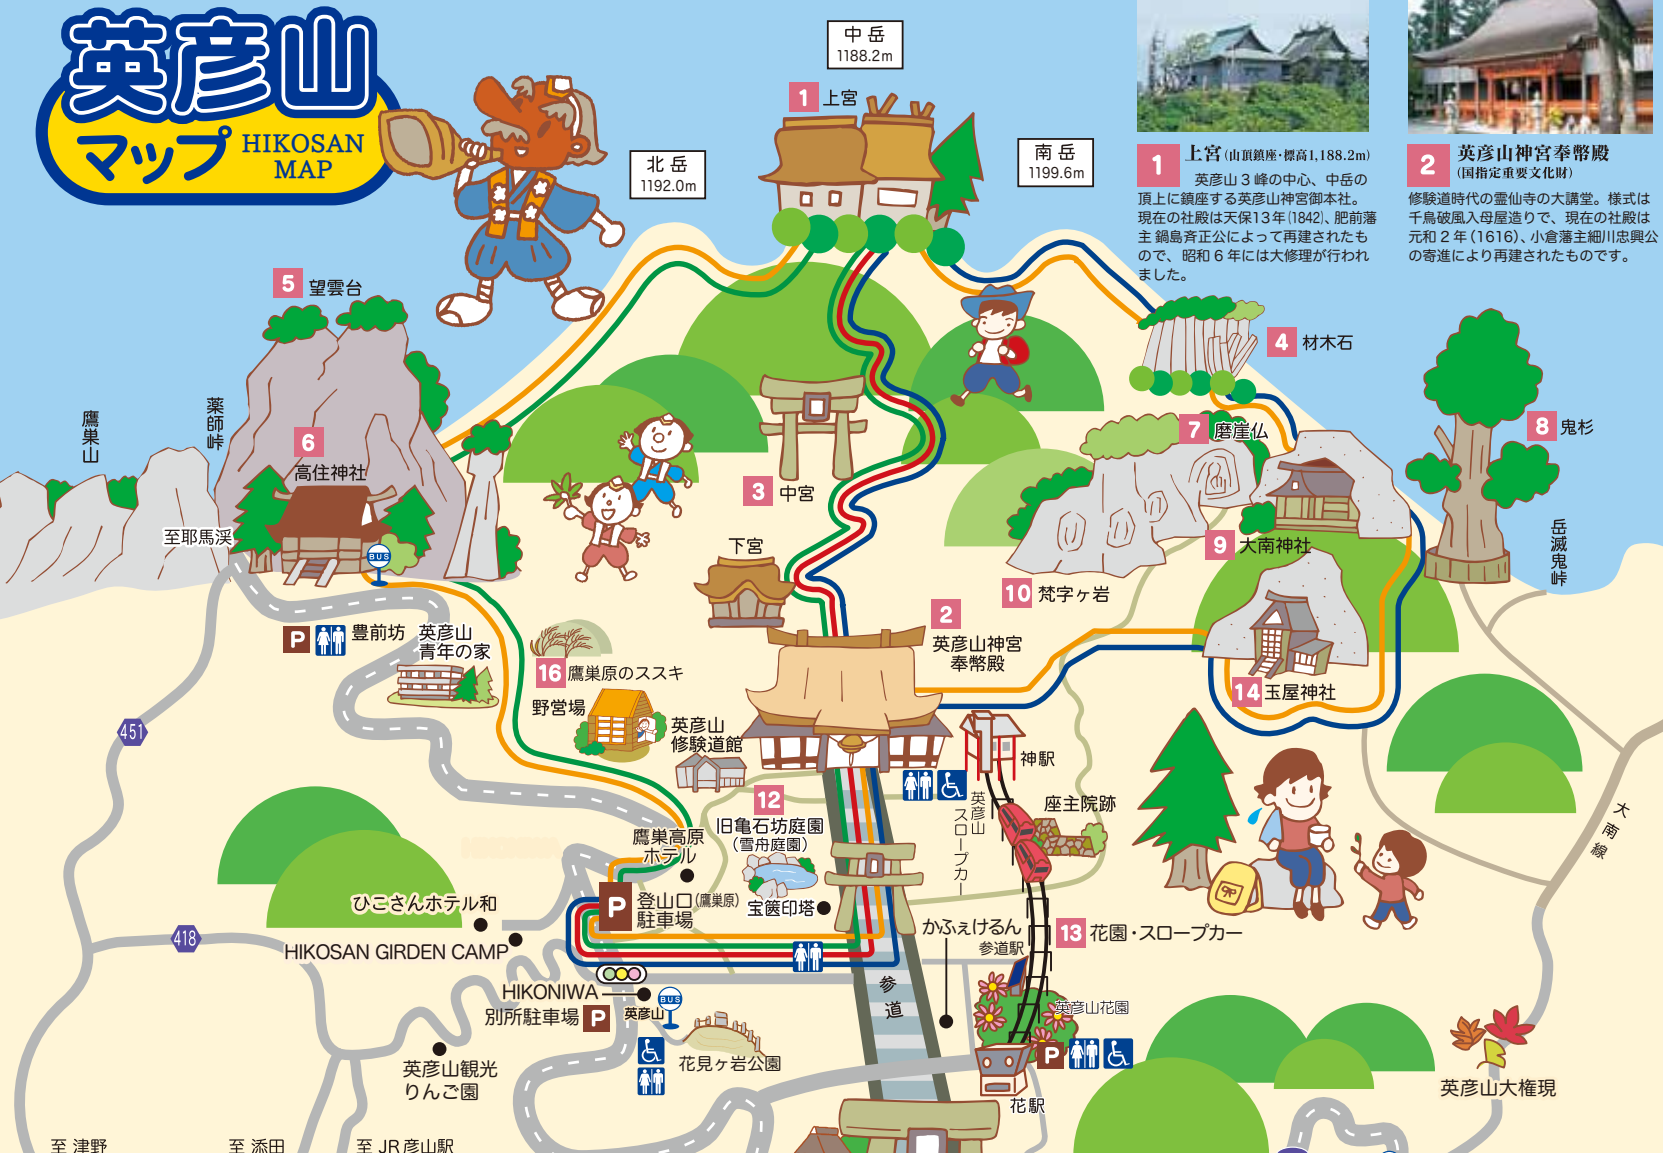 英彦山
マップ
HIKOSAN
MAP
中岳
1188.2m
北岳
1192.0m
南岳
1199.6m
1 上宮
1 上宮(山頂鎮座・標高1,188.2m)
英彦山3峰の中心、中岳の
頂上に鎮座する英彦山神宮御本社。
現在の社殿は天保13年(1842)、肥前藩
主 鍋島斉正公によって再建されたも
ので、昭和6年には大修理が行われ
ました。
2 英彦山神宮奉幣殿
(国指定重要文化財)
修験道時代の霊仙寺の大講堂。様式は
千鳥破風入母屋造りで、現在の社殿は
元和2年(1616)、小倉藩主細川忠興公
の寄進により再建されたものです。
5 望雲台
4 材木石
鷹巣山
薬師峠
6
高住神社
7 磨崖仏
8 鬼杉
3 中宮
至耶馬渓
BUS
下宮
9 大南神社
岳滅鬼峠
10 梵字ヶ岩
P
豊前坊
英彦山
青年の家
2
英彦山神宮
奉幣殿
16 鷹巣原のススキ
野営場
英彦山
修験道館
14 玉屋神社
451
神駅
12
旧亀石坊庭園
(雪舟庭園)
英彦山
スロープカー
座主院跡
大南線
鷹巣高原
ホテル
ひこさんホテル和
P
登山口(鷹巣原)
駐車場
宝篋印塔
418
HIKOSAN GIRDEN CAMP
かふぇけるん
参道駅
13 花園・スロープカー
HIKONIWA
別所駐車場 P
英彦山
BUS
参道
英彦山花園
花見ヶ岩公園
P
英彦山観光
りんご園
花駅
英彦山大権現
至 津野
至 添田
至 JR彦山駅